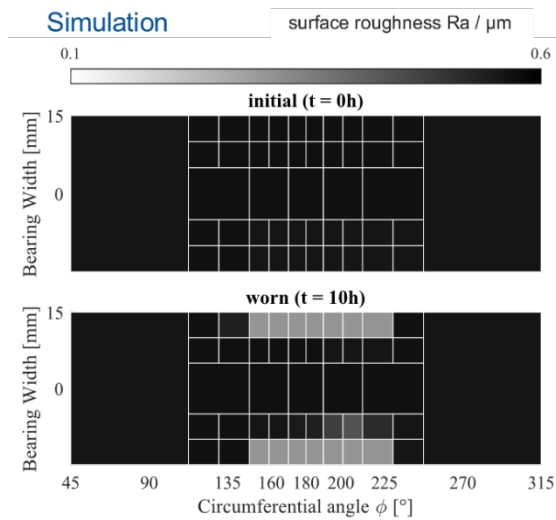 Simulation
surface roughness Ra / μm
0.1 0.6
initial (t = 0h)
15
0
Bearing Width [mm]
worn (t = 10h)
15
0
Bearing Width [mm]
45 90 135 160 180 200 225 270 315
Circumferential angle ϕ [°]